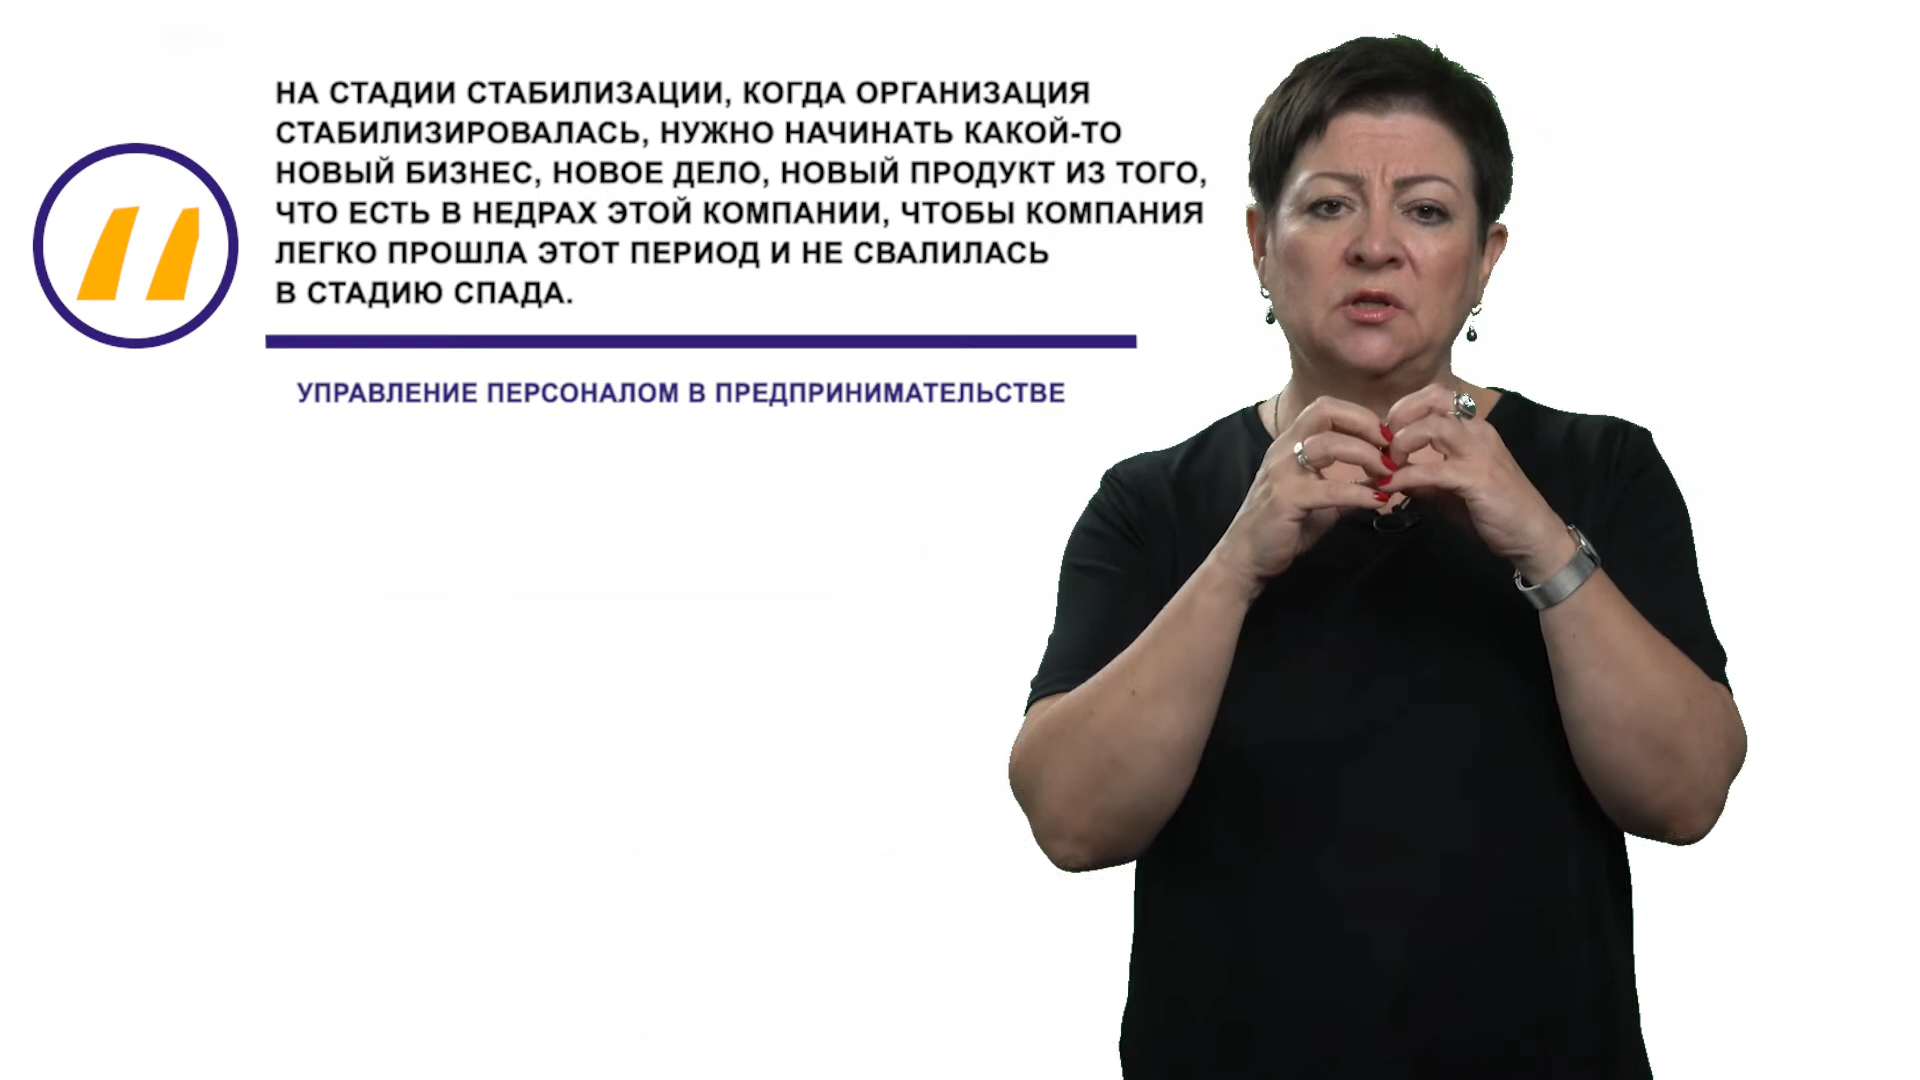 НА СТАДИИ СТАБИЛИЗАЦИИ, КОГДА ОРГАНИЗАЦИЯ
СТАБИЛИЗИРОВАЛАСЬ, НУЖНО НАЧИНАТЬ КАКОЙ-ТО
НОВЫЙ БИЗНЕС, НОВОЕ ДЕЛО, НОВЫЙ ПРОДУКТ ИЗ ТОГО,
ЧТО ЕСТЬ В НЕДРАХ ЭТОЙ КОМПАНИИ, ЧТОБЫ КОМПАНИЯ
ЛЕГКО ПРОШЛА ЭТОТ ПЕРИОД И НЕ СВАЛИЛАСЬ
В СТАДИЮ СПАДА.
УПРАВЛЕНИЕ ПЕРСОНАЛОМ В ПРЕДПРИНИМАТЕЛЬСТВЕ